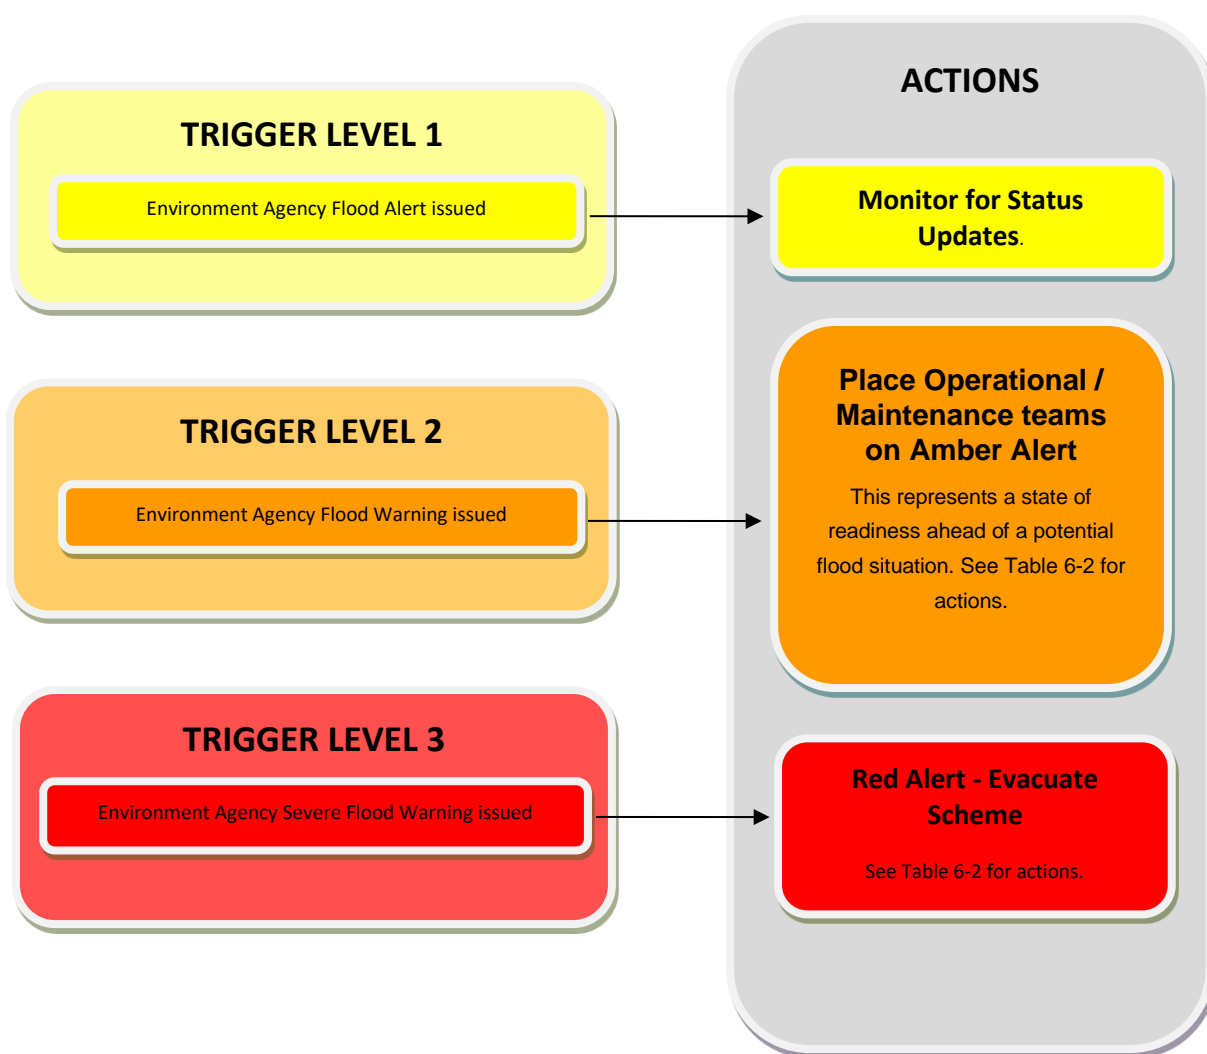 ACTIONS
TRIGGER LEVEL 1
Environment Agency Flood Alert issued
Monitor for Status
Updates.
TRIGGER LEVEL 2
Environment Agency Flood Warning issued
Place Operational /
Maintenance teams
on Amber Alert
This represents a state of
readiness ahead of a potential
flood situation. See Table 6-2 for
actions.
TRIGGER LEVEL 3
Environment Agency Severe Flood Warning issued
Red Alert - Evacuate
Scheme
See Table 6-2 for actions.